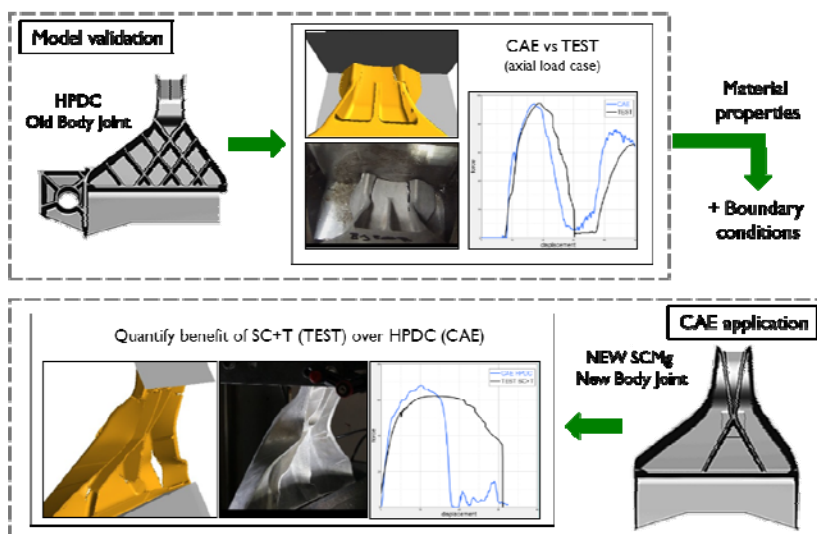 Model validation
HPDC
Old Body Joint
CAE vs TEST
(axial load case)
CAE
TEST
force
displacement
Material
properties
+ Boundary
conditions
Quantify benefit of SC+T (TEST) over HPDC (CAE)
CAE HPDC
TEST SC+T
force
displacement
CAE application
NEW SCMg
New Body Joint